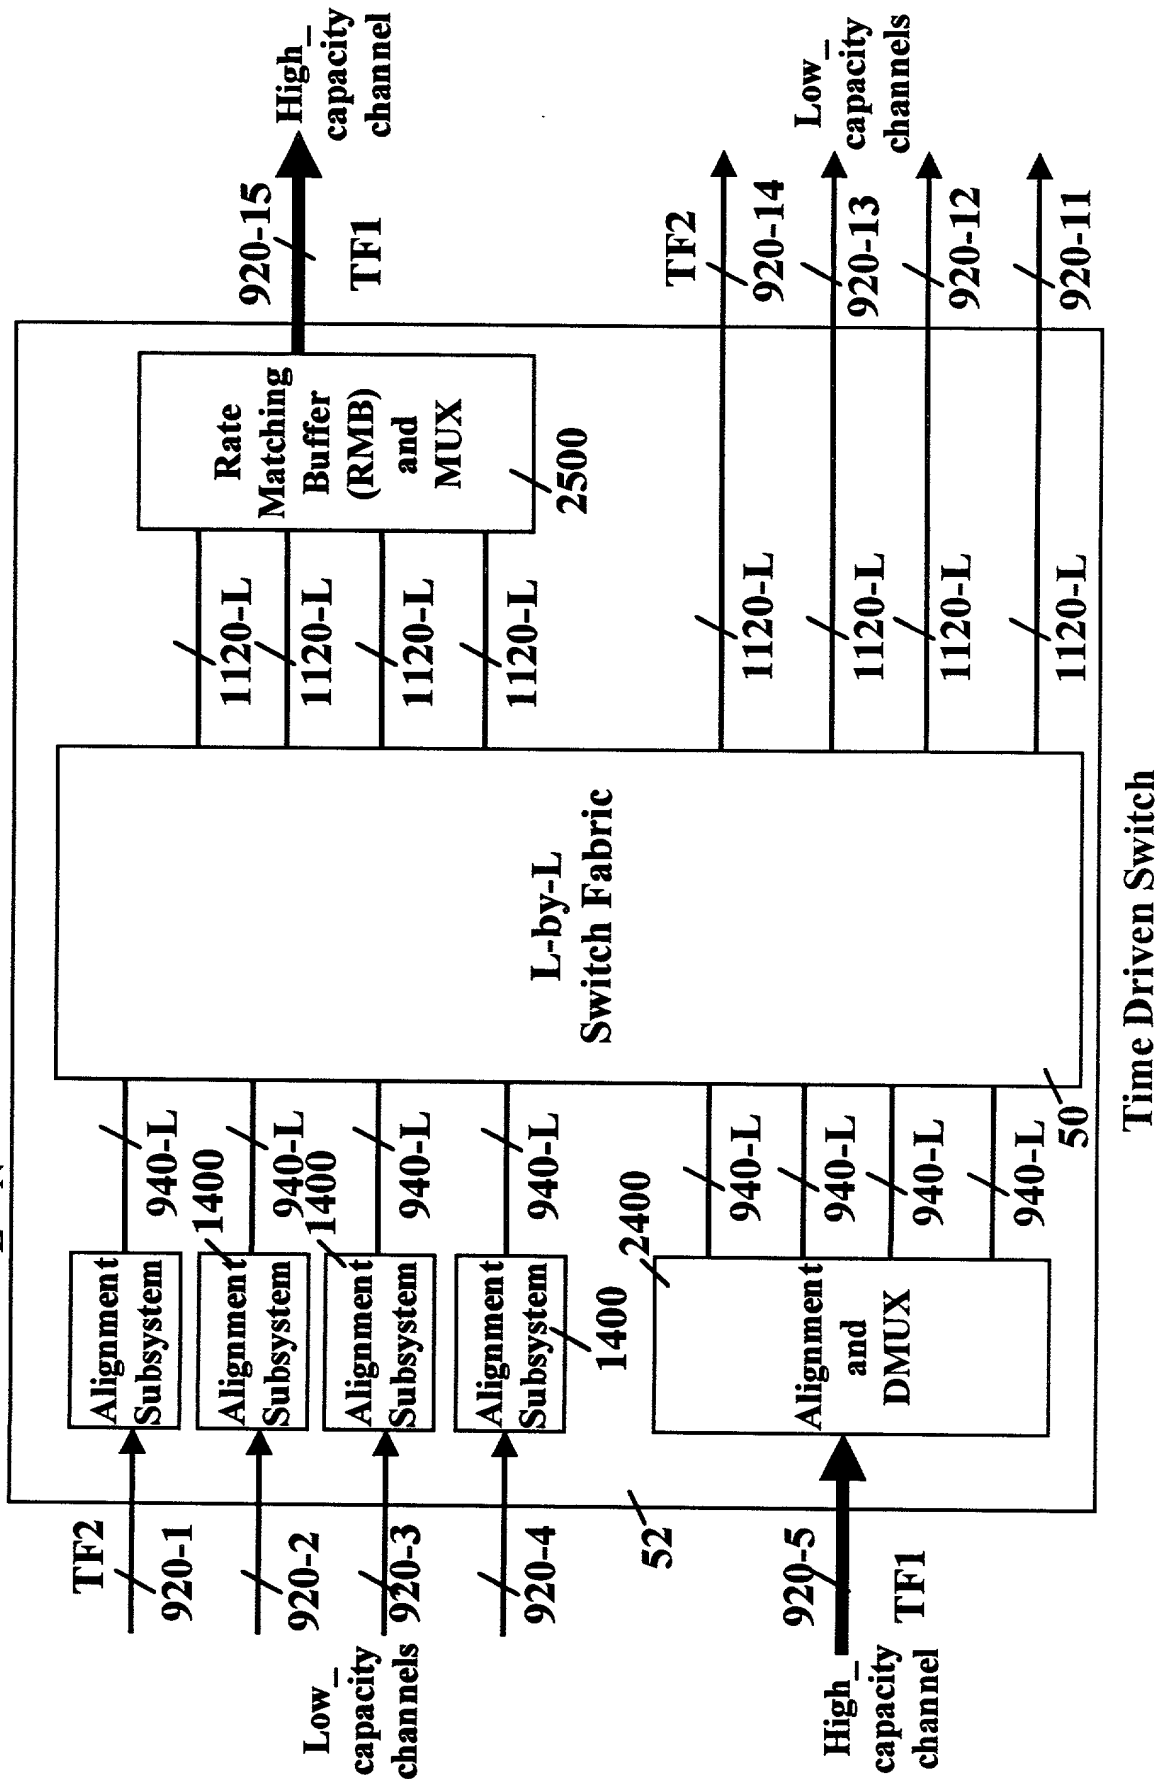 TF2
920-1
920-2
Low_
capacity
channels
920-3
920-4
High_
capacity
channel
920-5
TF1
52
Alignment
Subsystem
Alignment
Subsystem
1400
Alignment
Subsystem
1400
Alignment
Subsystem
1400
Alignment
and
DMUX
2400
940-L
940-L
940-L
940-L
940-L
940-L
940-L
940-L
L-by-L
Switch Fabric
50
1120-L
1120-L
1120-L
1120-L
1120-L
1120-L
1120-L
1120-L
Rate
Matching
Buffer
(RMB)
and
MUX
2500
920-15
TF1
High_
capacity
channel
TF2
920-14
920-13
920-12
920-11
Low_
capacity
channels
Time Driven Switch